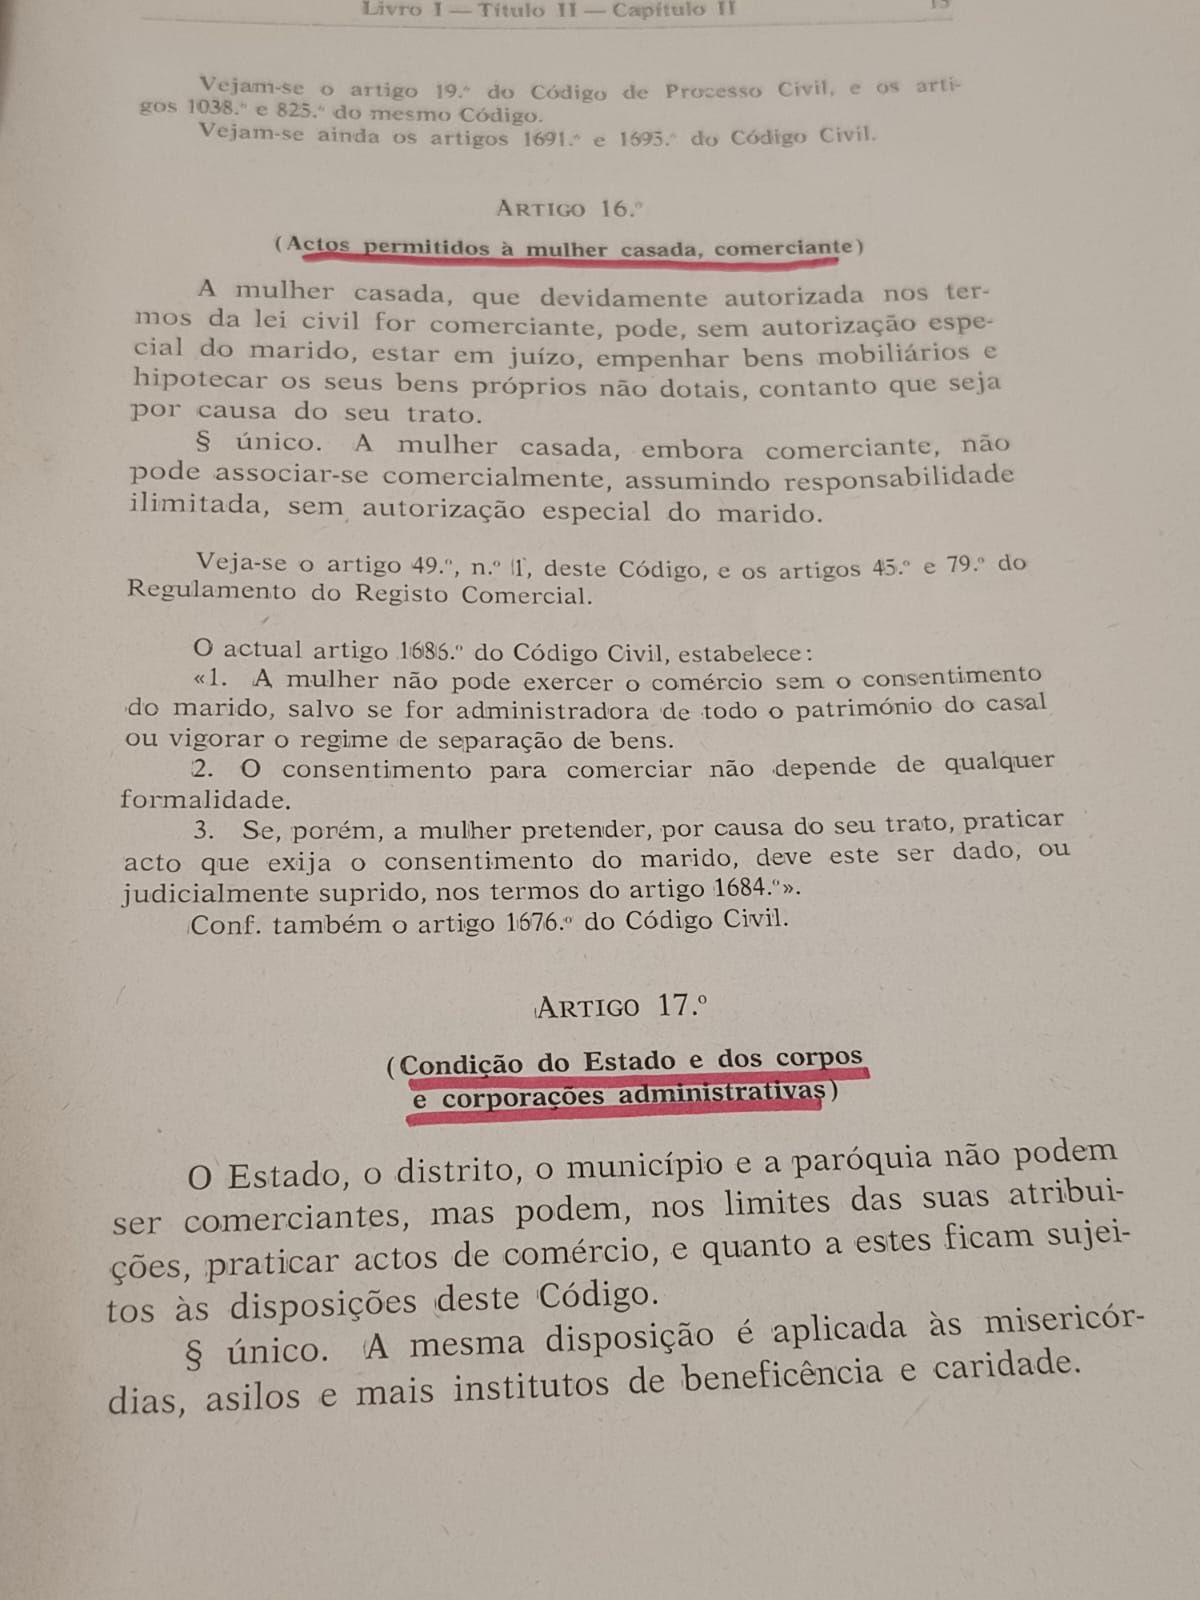 Livro I — Título II — Capítulo II
Vejam-se o artigo 19.º do Código de Processo Civil, e os arti-
gos 1038.º e 825.º do mesmo Código.
Vejam-se ainda os artigos 1691.º e 1695.º do Código Civil.
ARTIGO 16.º
(Actos permitidos à mulher casada, comerciante)
A mulher casada, que devidamente autorizada nos ter-
mos da lei civil for comerciante, pode, sem autorização espe-
cial do marido, estar em juízo, empenhar bens mobiliários e
hipotecar os seus bens próprios não dotais, contanto que seja
por causa do seu trato.
§ único. A mulher casada, embora comerciante, não
pode associar-se comercialmente, assumindo responsabilidade
ilimitada, sem autorização especial do marido.
Veja-se o artigo 49.º, n.º 1, deste Código, e os artigos 45.º e 79.º do
Regulamento do Registo Comercial.
O actual artigo 1686.º do Código Civil, estabelece:
«1. A mulher não pode exercer o comércio sem o consentimento
do marido, salvo se for administradora de todo o património do casal
ou vigorar o regime de separação de bens.
2. O consentimento para comerciar não depende de qualquer
formalidade.
3. Se, porém, a mulher pretender, por causa do seu trato, praticar
acto que exija o consentimento do marido, deve este ser dado, ou
judicialmente suprido, nos termos do artigo 1684.º».
Conf. também o artigo 1676.º do Código Civil.
ARTIGO 17.º
(Condição do Estado e dos corpos
e corporações administrativas)
O Estado, o distrito, o município e a paróquia não podem
ser comerciantes, mas podem, nos limites das suas atribui-
ções, praticar actos de comércio, e quanto a estes ficam sujei-
tos às disposições deste Código.
§ único. A mesma disposição é aplicada às misericór-
dias, asilos e mais institutos de beneficência e caridade.